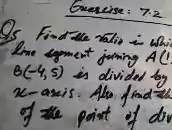 Exercise: 7.2
Q5 Find the ratio in which
line segment joining A(1
B(-4,5) is divided by
x-axis. Also find the
of the point of div